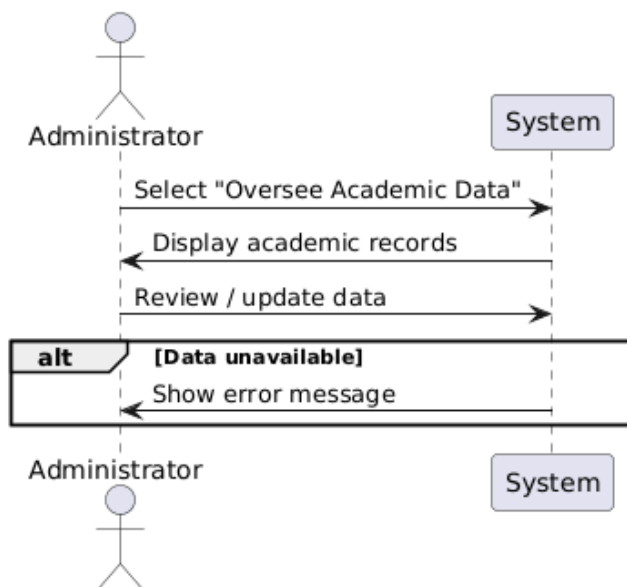 Administrator
System
Select "Oversee Academic Data"
Display academic records
Review / update data
alt [Data unavailable]
Show error message
Administrator
System